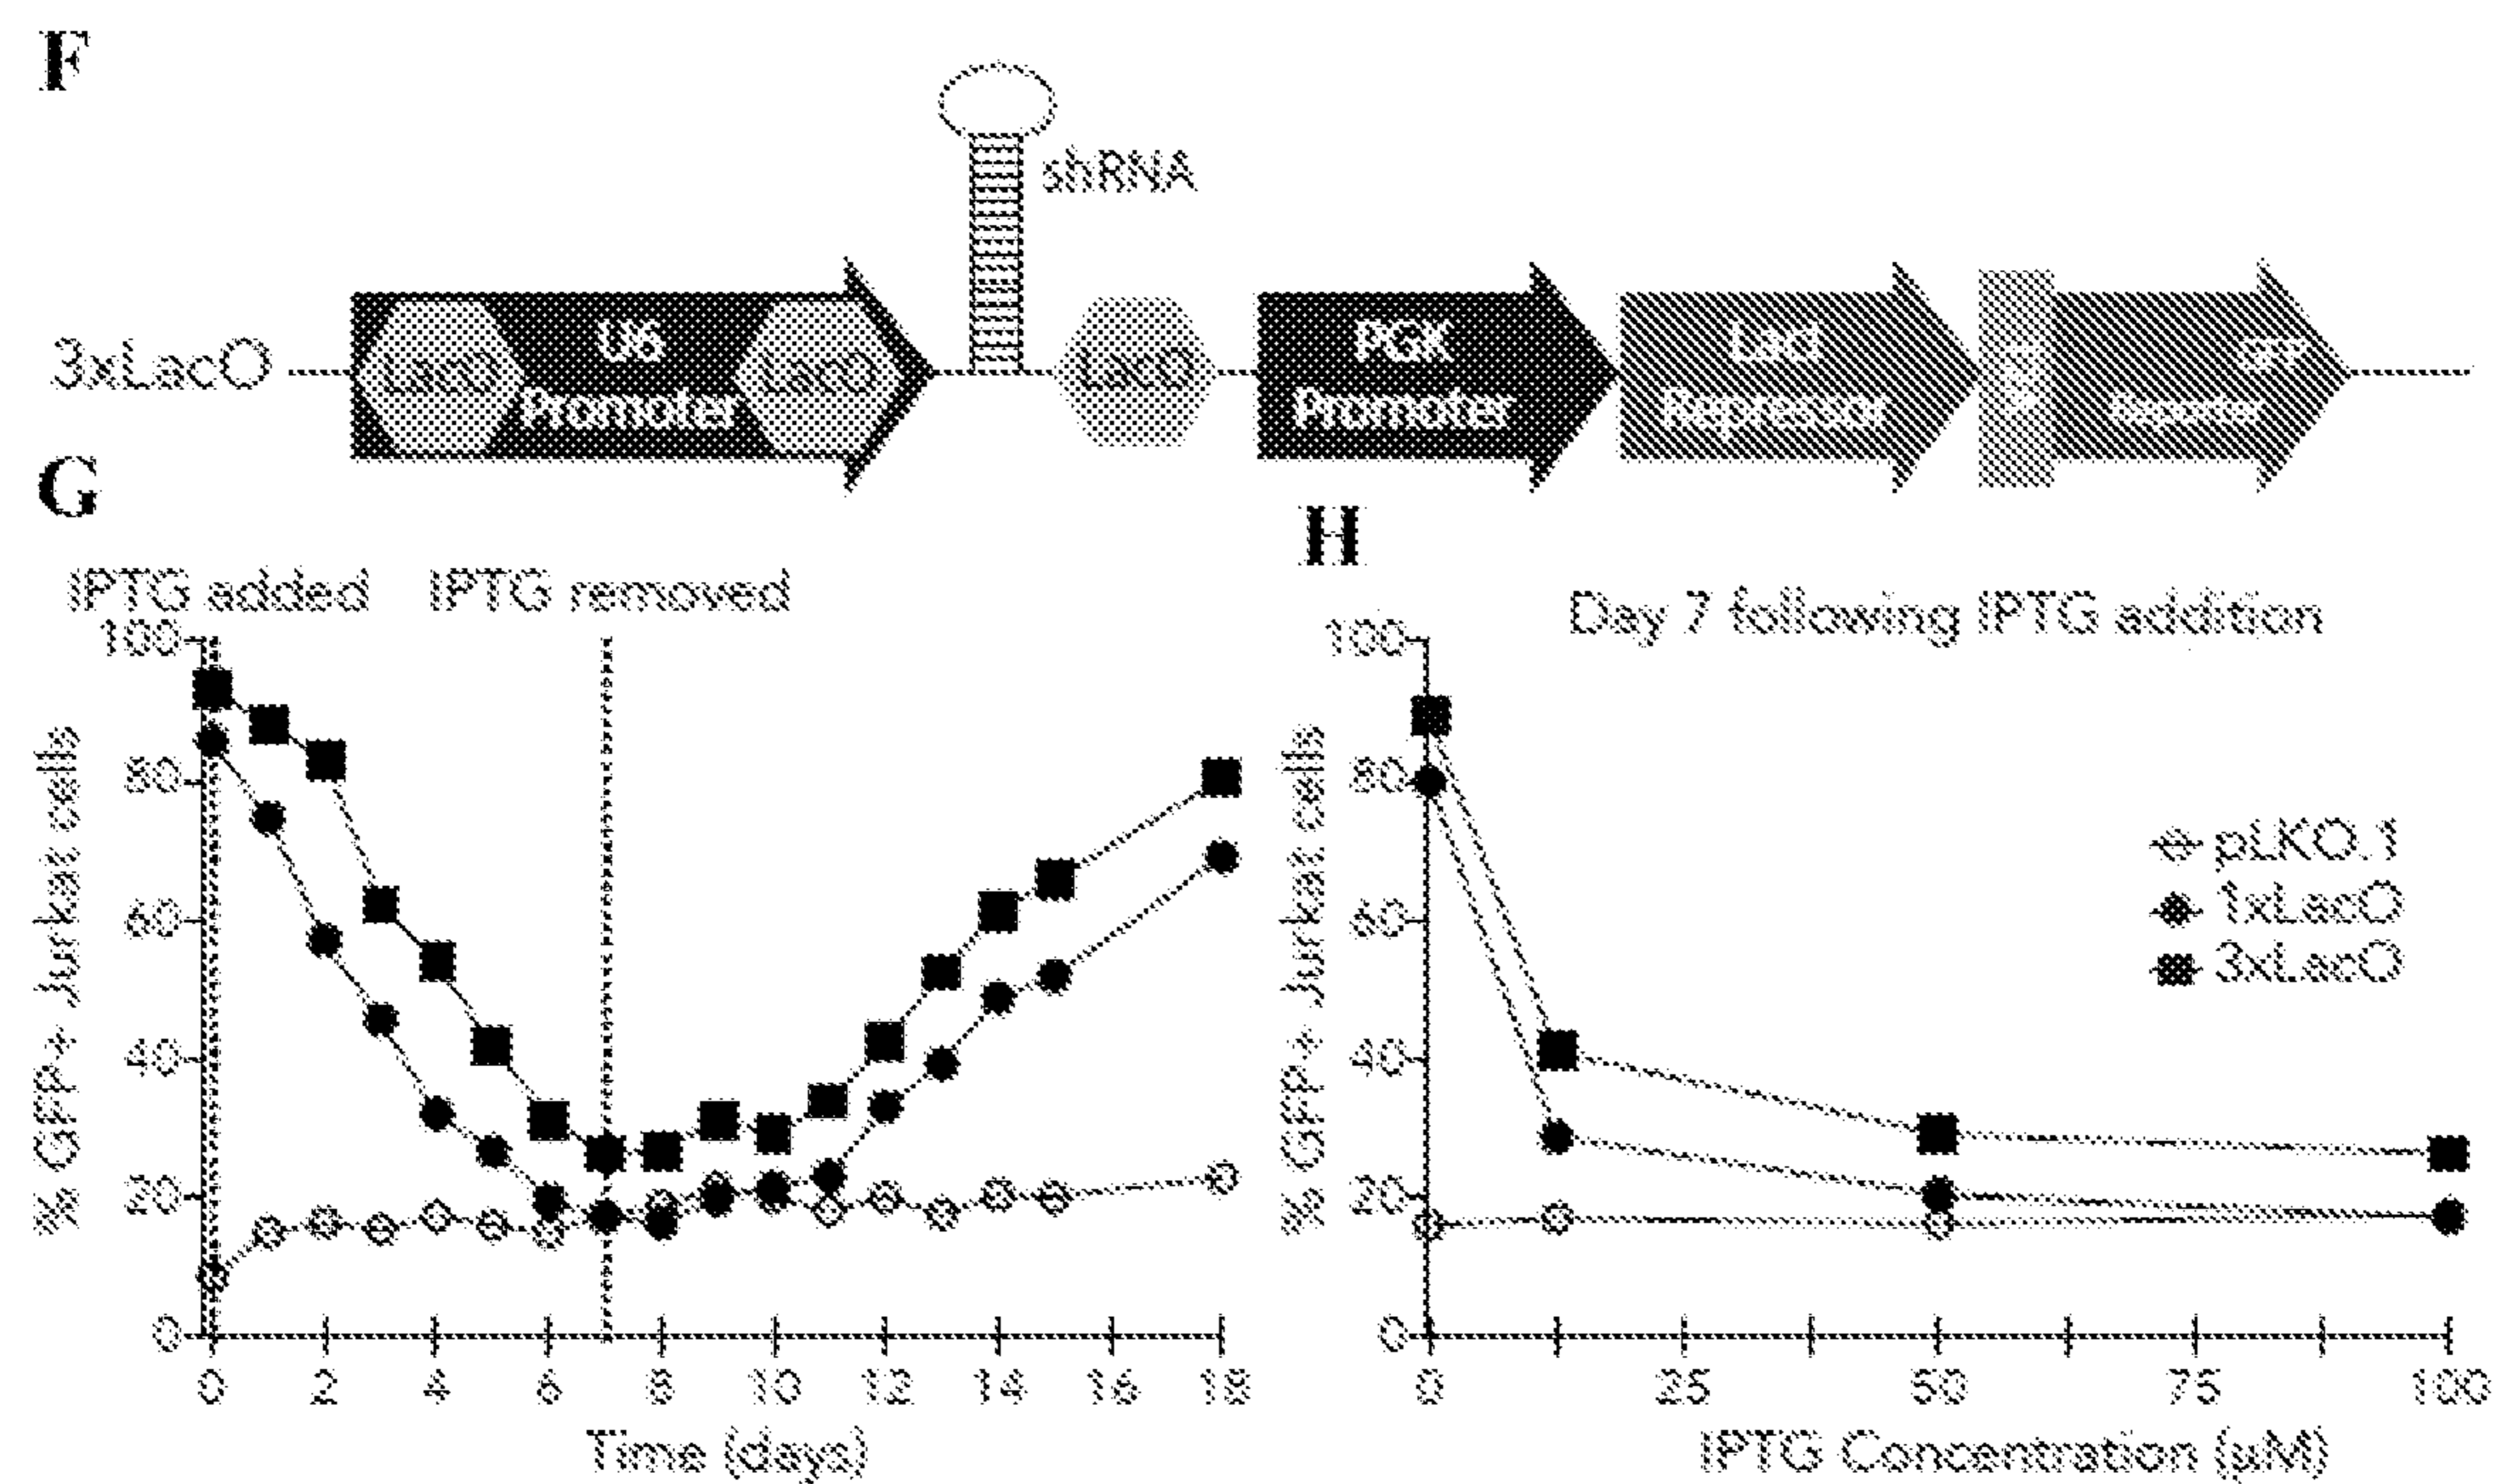 F
shRNA
3xLacO
LacO
U6
Promoter
LacO
LacO
PGK
Promoter
LacI
Repressor
GFP
Reporter
G
IPTG added
IPTG removed
% GFP+ Jurkat cells
100
80
60
40
20
0
0 2 4 6 8 10 12 14 16 18
Time (days)
H
Day 7 following IPTG addition
% GFP+ Jurkat cells
100
80
60
40
20
0
pLKO.1
1xLacO
3xLacO
0 25 50 75 100
IPTG Concentration (µM)